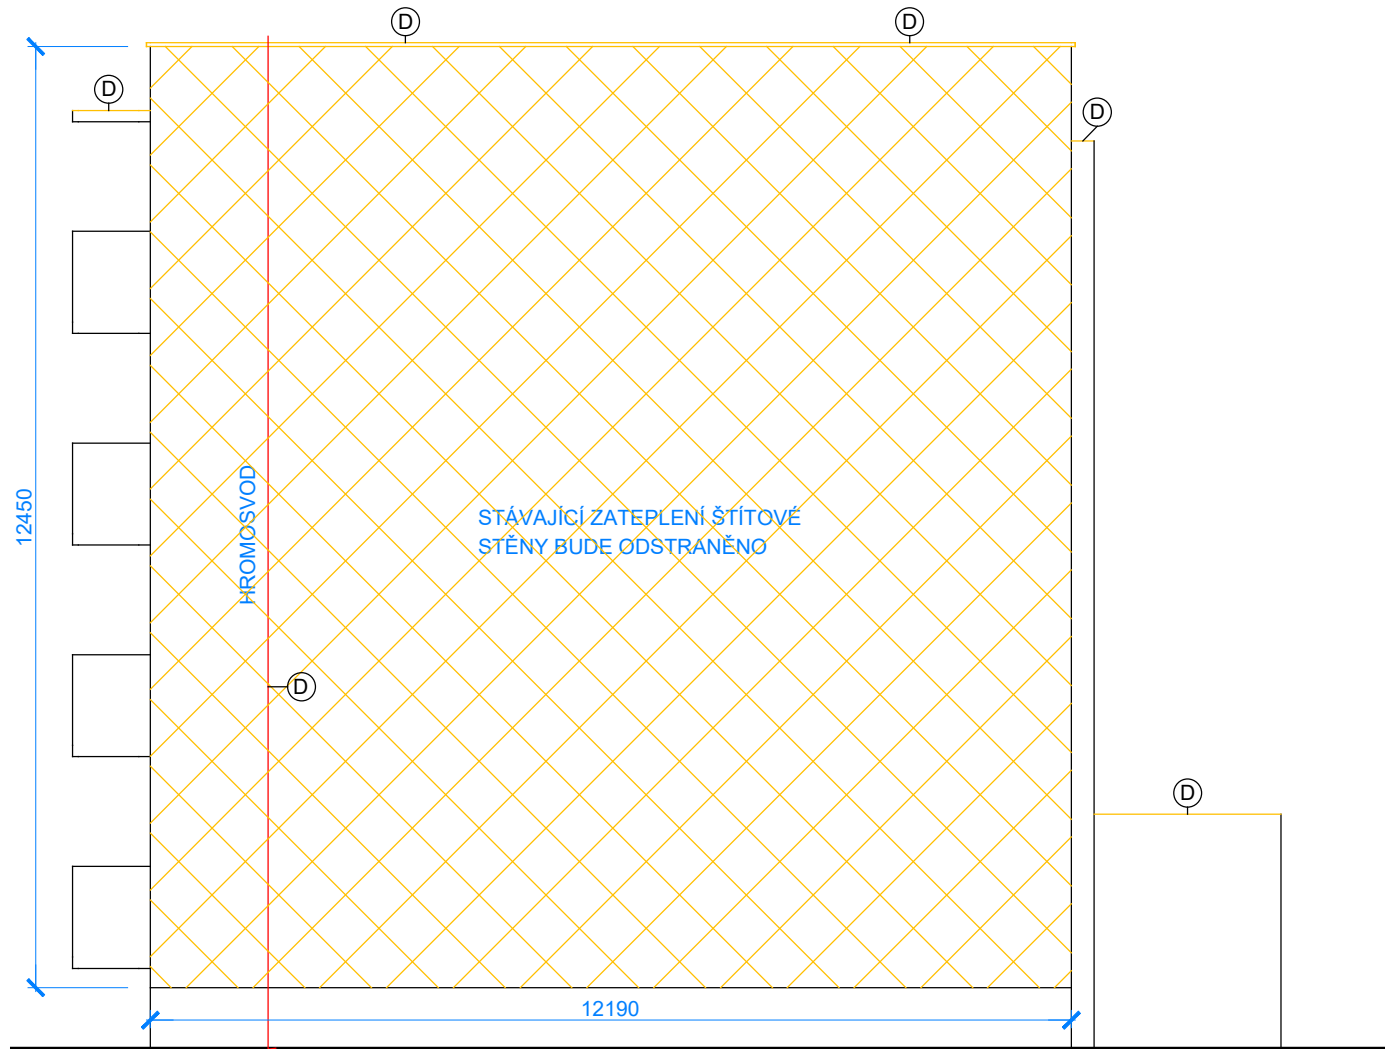 D
D
D
D
12450
HROMOSVOD
STÁVAJÍCÍ ZATEPLENÍ ŠTÍTOVÉ
STĚNY BUDE ODSTRANĚNO
D
D
12190